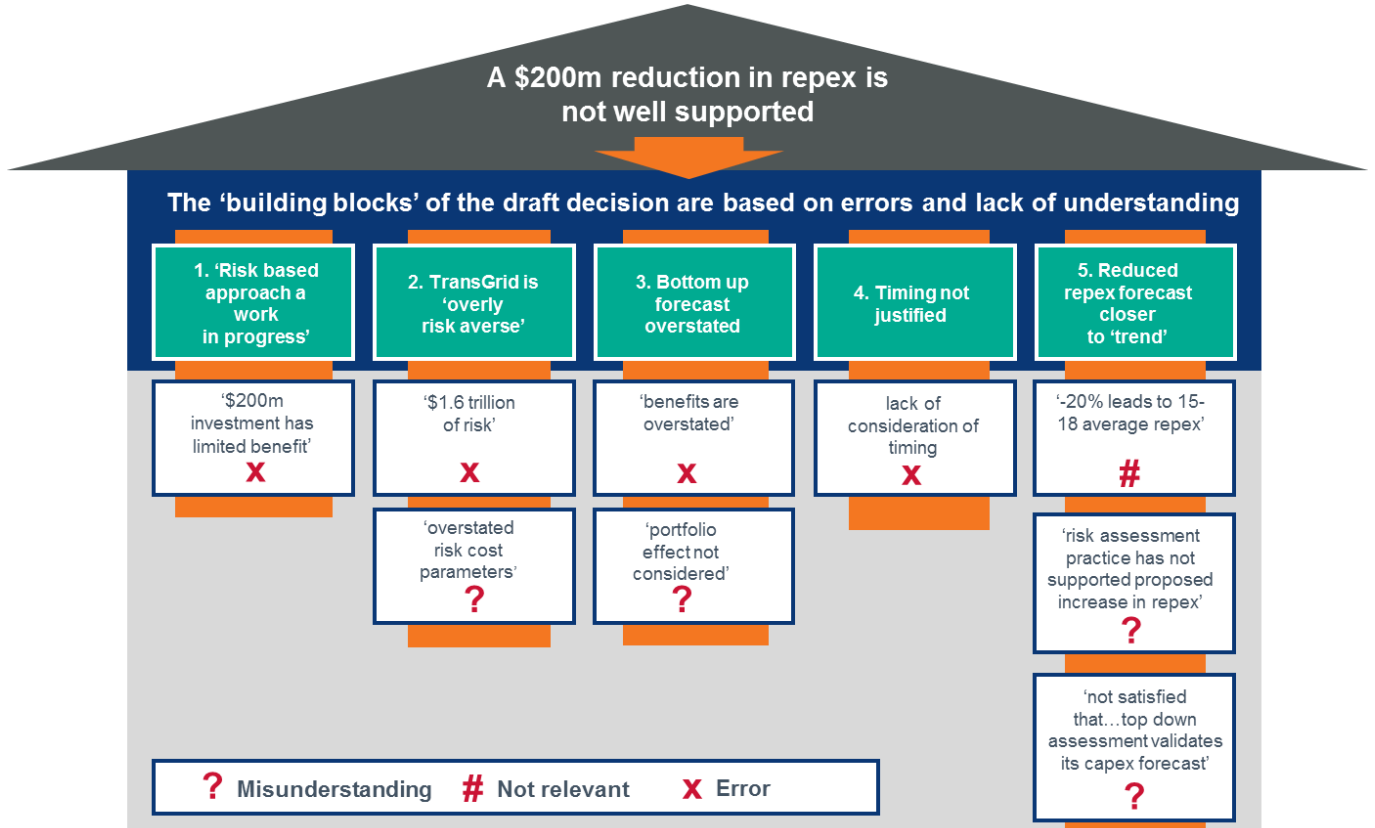 A $200m reduction in repex is
not well supported
The ‘building blocks’ of the draft decision are based on errors and lack of understanding
1. ‘Risk based
approach a
work
in progress’
2. TransGrid is
‘overly
risk averse’
3. Bottom up
forecast
overstated
4. Timing not
justified
5. Reduced
repex forecast
closer
to ‘trend’
‘$200m
investment has
limited benefit’
x
‘$1.6 trillion
of risk’
x
‘benefits are
overstated’
x
lack of
consideration of
timing
x
‘-20% leads to 15-
18 average repex’
#
‘overstated
risk cost
parameters’
?
‘portfolio
effect not
considered’
?
‘risk assessment
practice has not
supported proposed
increase in repex’
?
‘not satisfied
that…top down
assessment validates
its capex forecast’
?
? Misunderstanding # Not relevant x Error